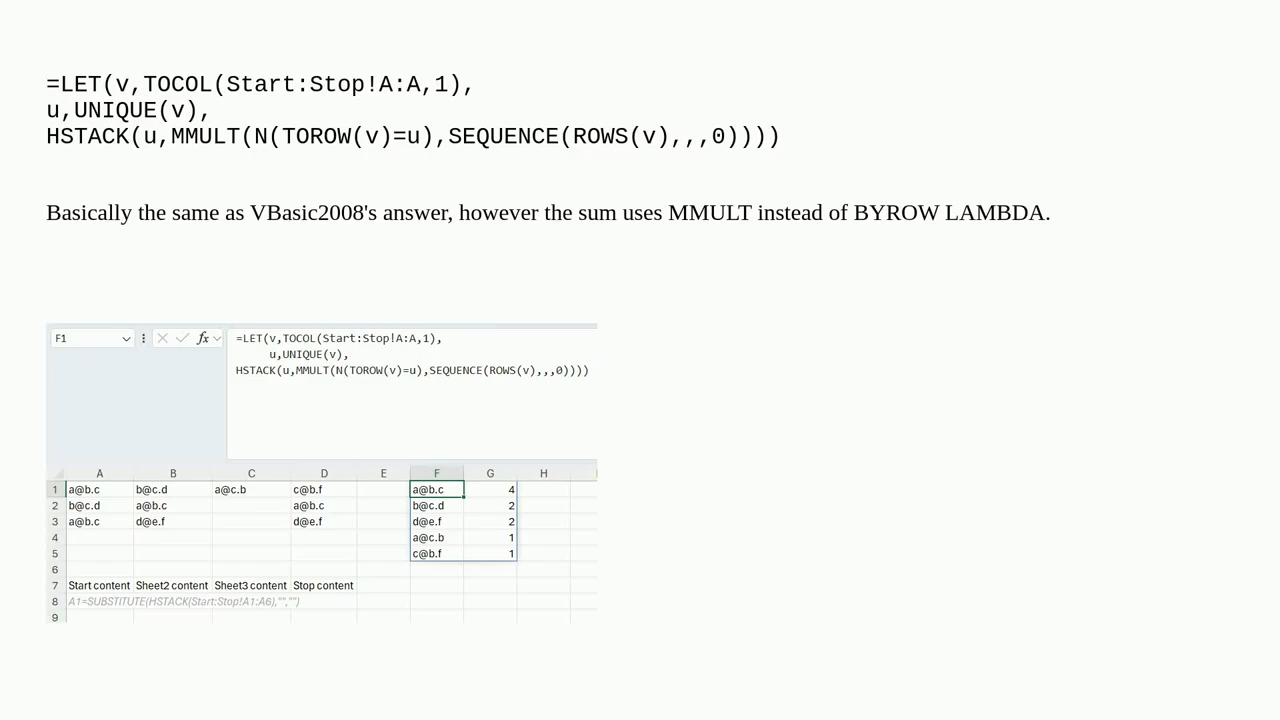 =LET(v,TOCOL(Start:Stop!A:A,1),
u,UNIQUE(v),
HSTACK(u,MMULT(N(TOROW(v)=u),SEQUENCE(ROWS(v),,,0))))
Basically the same as VBasic2008's answer, however the sum uses MMULT instead of BYROW LAMBDA.
F1 fx =LET(v,TOCOL(Start:Stop!A:A,1),
u,UNIQUE(v),
HSTACK(u,MMULT(N(TOROW(v)=u),SEQUENCE(ROWS(v),,,0))))
A B C D E F G H
1 a@b.c b@c.d a@c.b c@b.f a@b.c 4
2 b@c.d a@b.c a@b.c b@c.d 2
3 a@b.c d@e.f d@e.f d@e.f 2
4 a@c.b 1
5 c@b.f 1
6
7 Start content Sheet2 content Sheet3 content Stop content
8 A1=SUBSTITUTE(HSTACK(Start:Stop!A1:A6),"","")
9